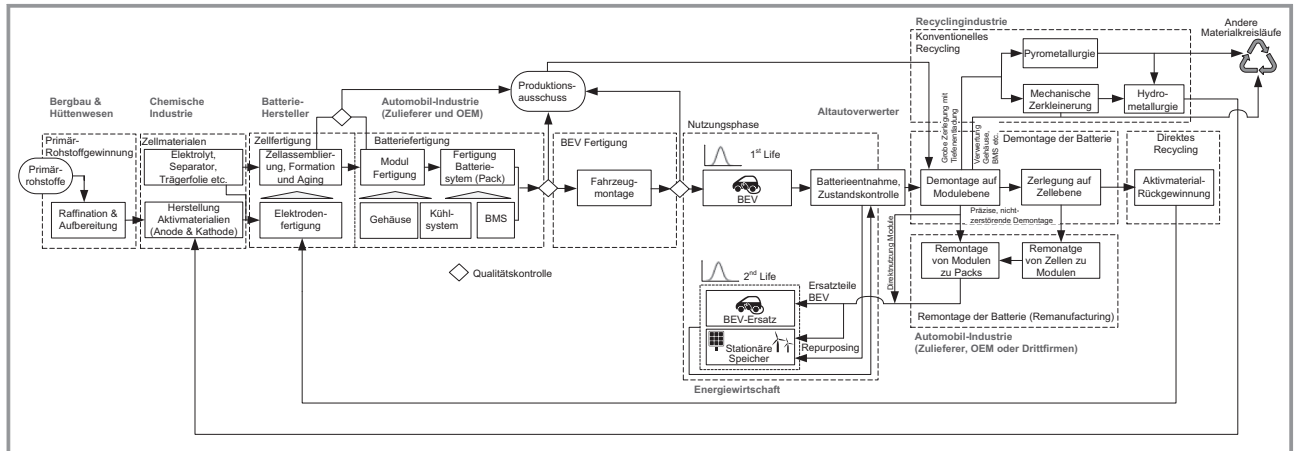 Recyclingindustrie
Konventionelles
Recycling
Pyrometallurgie
Mechanische
Zerkleinerung
Hydro-
metallurgie
Andere
Materialkreisläufe
Produktions-
ausschuss
Bergbau &
Hüttenwesen
Chemische
Industrie
Batterie-
Hersteller
Automobil-Industrie
(Zulieferer und OEM)
Altautoverwerter
Grobe Zerlegung mit
Tiefenentladung
Verwertung
Gehäuse,
BMS etc.
Primär-
Rohstoffgewinnung
Primär-
rohstoffe
Raffination &
Aufbereitung
Zellmaterialen
Elektrolyt,
Separator,
Trägerfolie etc.
Herstellung
Aktivmaterialien
(Anode & Kathode)
Zellfertigung
Zellassemblier-
ung, Formation
und Aging
Elektroden-
fertigung
Batteriefertigung
Modul
Fertigung
Fertigung
Batterie-
system (Pack)
Gehäuse
Kühl-
system
BMS
BEV Fertigung
Fahrzeug-
montage
Nutzungsphase
1st Life
BEV
Batterieentnahme,
Zustandskontrolle
Demontage der Batterie
Demontage auf
Modulebene
Zerlegung auf
Zellebene
Präzise, nicht-
zerstörende Demontage
Direktes
Recycling
Aktivmaterial-
Rückgewinnung
Direktnutzung Module
Remontage
von Modulen
zu Packs
Remonatge
von Zellen zu
Modulen
Remontage der Batterie (Remanufacturing)
Automobil-Industrie
(Zulieferer, OEM oder Drittfirmen)
Qualitätskontrolle
2nd Life
Ersatzteile
BEV
BEV-Ersatz
Stationäre
Speicher
Repurposing
Energiewirtschaft